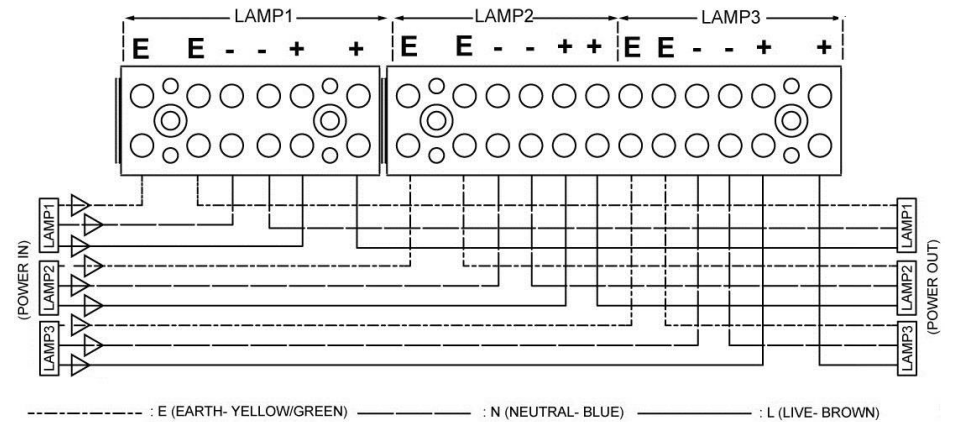 LAMP1 LAMP2 LAMP3
E E - - + + E E - - + + E E - - + +
(POWER IN)
LAMP1
LAMP2
LAMP3
LAMP1
LAMP2
LAMP3
(POWER OUT)
: E (EARTH- YELLOW/GREEN) : N (NEUTRAL- BLUE) : L (LIVE- BROWN)